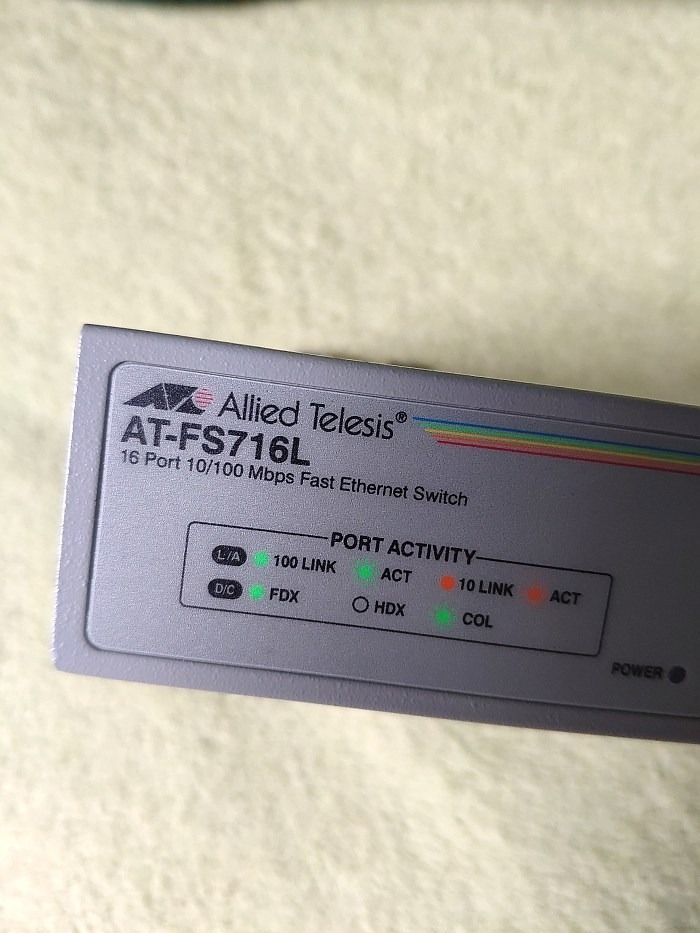 Allied Telesis®
AT-FS716L
16 Port 10/100 Mbps Fast Ethernet Switch
PORT ACTIVITY
L/A 100 LINK ACT 10 LINK ACT
D/C FDX HDX COL
POWER